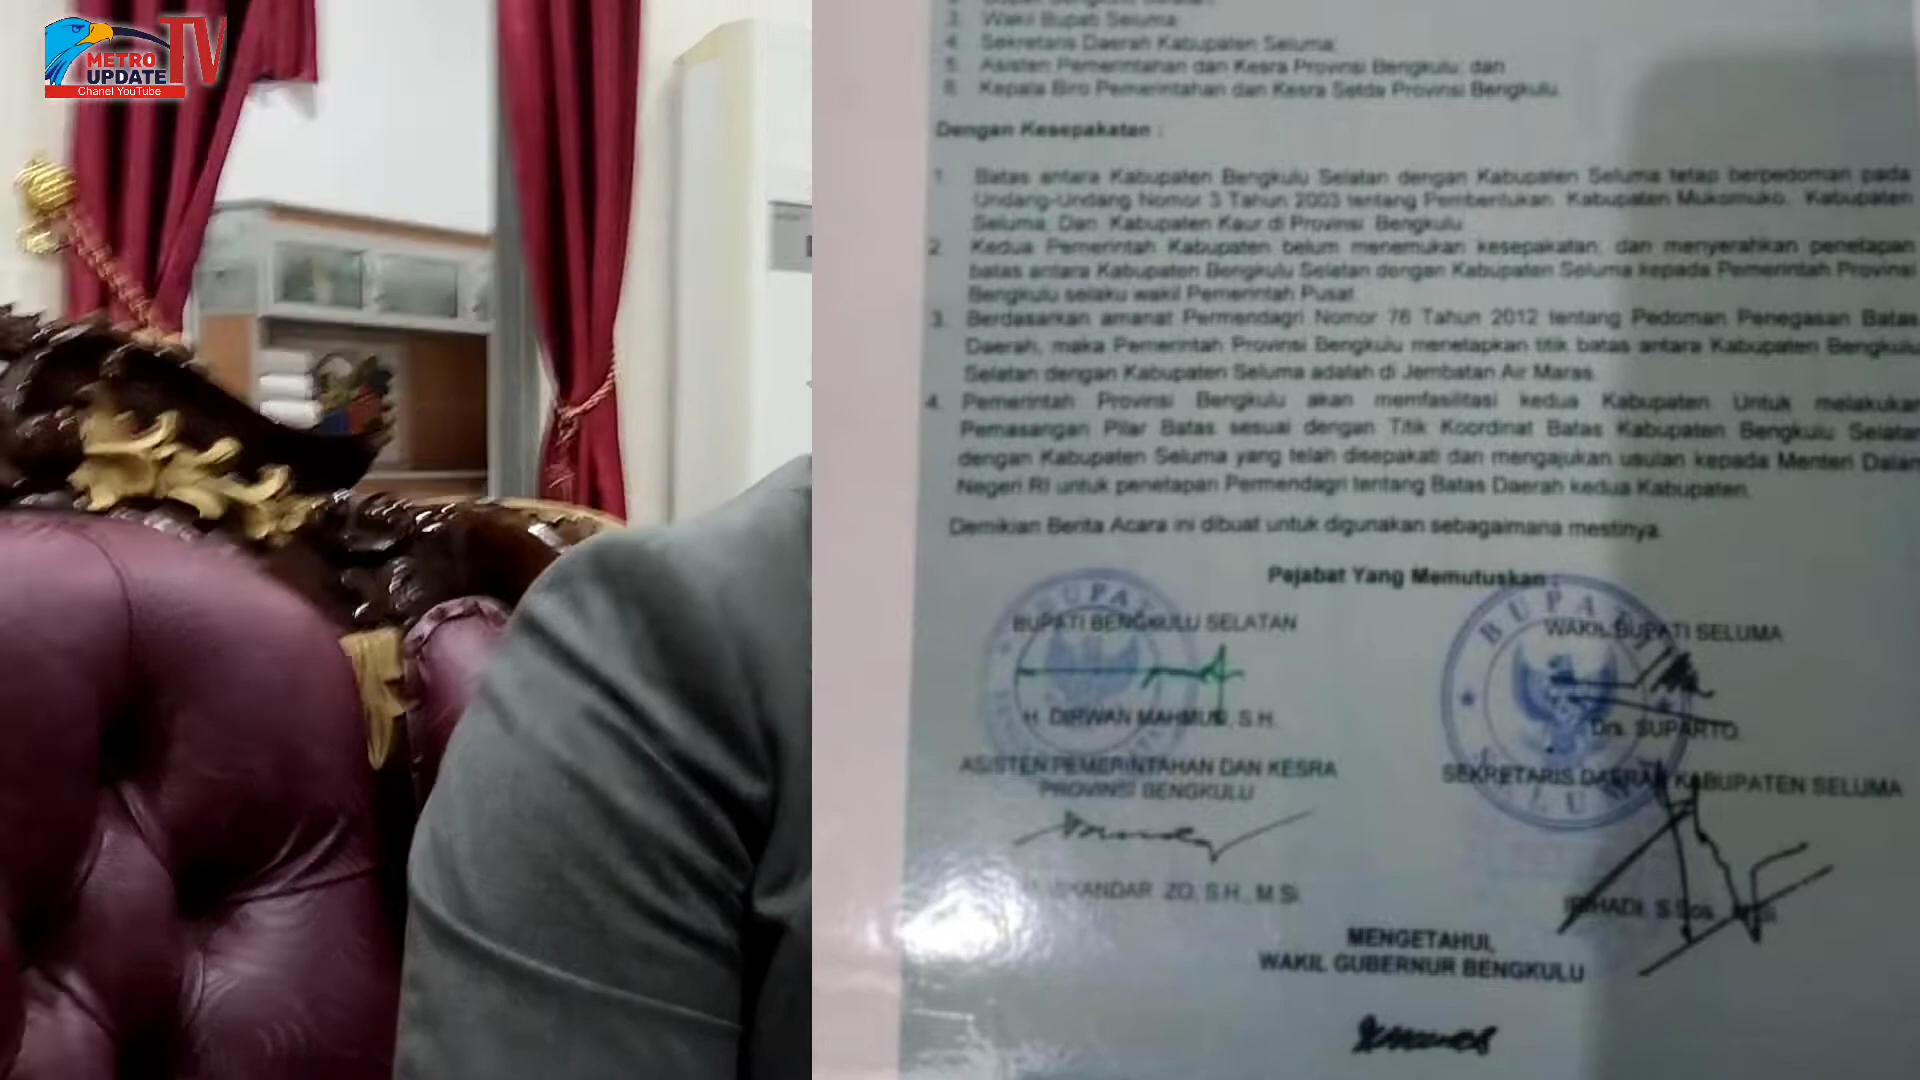 METRO
UPDATE
TV
Chanel YouTube
3. Wakil Bupati Seluma;
4. Sekretaris Daerah Kabupaten Seluma;
5. Asisten Pemerintahan dan Kesra Provinsi Bengkulu; dan
6. Kepala Biro Pemerintahan dan Kesra Setda Provinsi Bengkulu.
Dengan Kesepakatan :
1. Batas antara Kabupaten Bengkulu Selatan dengan Kabupaten Seluma tetap berpedoman pada
Undang-Undang Nomor 3 Tahun 2003 tentang Pembentukan Kabupaten Mukomuko, Kabupaten
Seluma, Dan Kabupaten Kaur di Provinsi Bengkulu
2. Kedua Pemerintah Kabupaten belum menemukan kesepakatan, dan menyerahkan penetapan
batas antara Kabupaten Bengkulu Selatan dengan Kabupaten Seluma kepada Pemerintah Provinsi
Bengkulu selaku wakil Pemerintah Pusat.
3. Berdasarkan amanat Permendagri Nomor 76 Tahun 2012 tentang Pedoman Penegasan Batas
Daerah, maka Pemerintah Provinsi Bengkulu menetapkan titik batas antara Kabupaten Bengkulu
Selatan dengan Kabupaten Seluma adalah di Jembatan Air Maras.
4. Pemerintah Provinsi Bengkulu akan memfasilitasi kedua Kabupaten Untuk melakukan
Pemasangan Pilar Batas sesuai dengan Titik Koordinat Batas Kabupaten Bengkulu Selatan
dengan Kabupaten Seluma yang telah disepakati dan mengajukan usulan kepada Menteri Dalam
Negeri RI untuk penetapan Permendagri tentang Batas Daerah kedua Kabupaten.
Demikian Berita Acara ini dibuat untuk digunakan sebagaimana mestinya.
Pejabat Yang Memutuskan :
BUPATI BENGKULU SELATAN
WAKIL BUPATI SELUMA
BUPATI
H. DIRWAN MAHMUD, S.H.
Drs. SUPARTO
ASISTEN PEMERINTAHAN DAN KESRA
PROVINSI BENGKULU
SEKRETARIS DAERAH KABUPATEN SELUMA
ISKANDAR ZO, S.H., M.Si
IRIHADI, S.Sos
MENGETAHUI,
WAKIL GUBERNUR BENGKULU